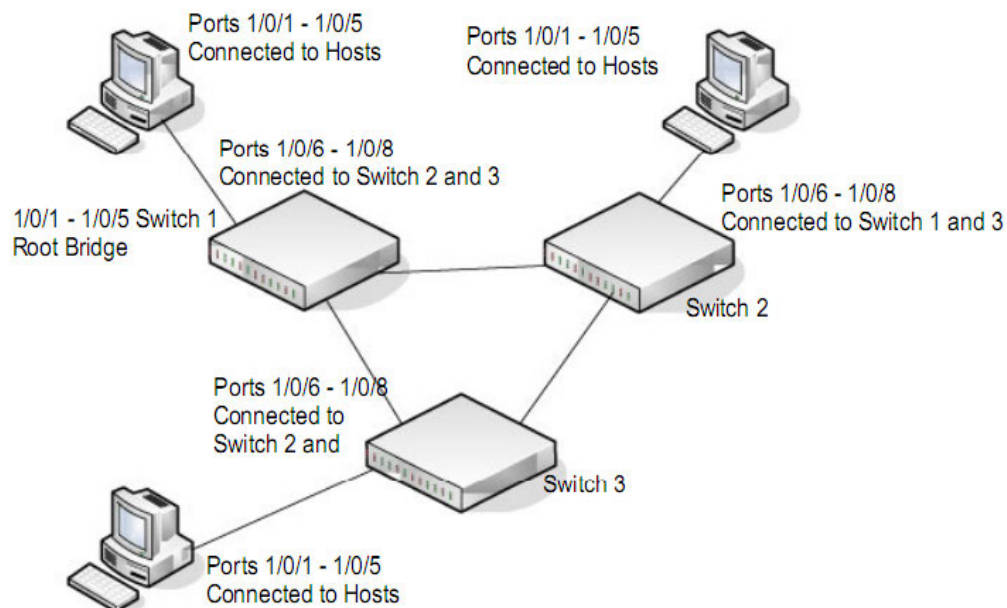 Ports 1/0/1 - 1/0/5
Connected to Hosts
Ports 1/0/1 - 1/0/5
Connected to Hosts
Ports 1/0/6 - 1/0/8
Connected to Switch 2 and 3
1/0/1 - 1/0/5 Switch 1
Root Bridge
Ports 1/0/6 - 1/0/8
Connected to Switch 1 and 3
Switch 2
Ports 1/0/6 - 1/0/8
Connected to
Switch 2 and
Switch 3
Ports 1/0/1 - 1/0/5
Connected to Hosts